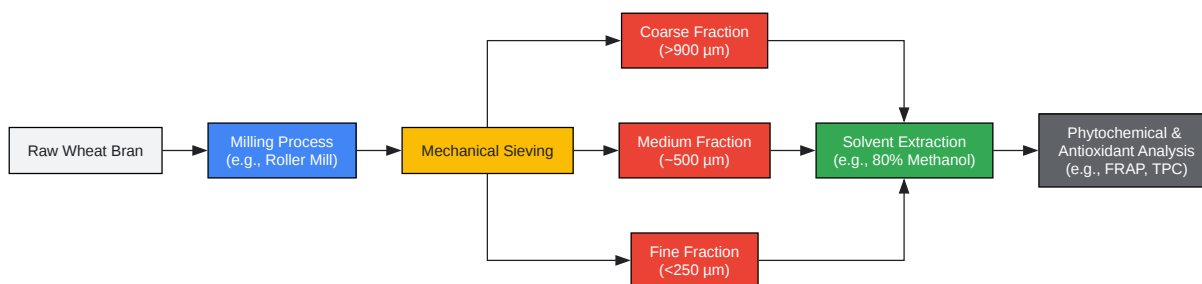 Raw Wheat Bran
Milling Process
(e.g., Roller Mill)
Mechanical Sieving
Coarse Fraction
(>900 µm)
Medium Fraction
(~500 µm)
Fine Fraction
(<250 µm)
Solvent Extraction
(e.g., 80% Methanol)
Phytochemical &
Antioxidant Analysis
(e.g., FRAP, TPC)